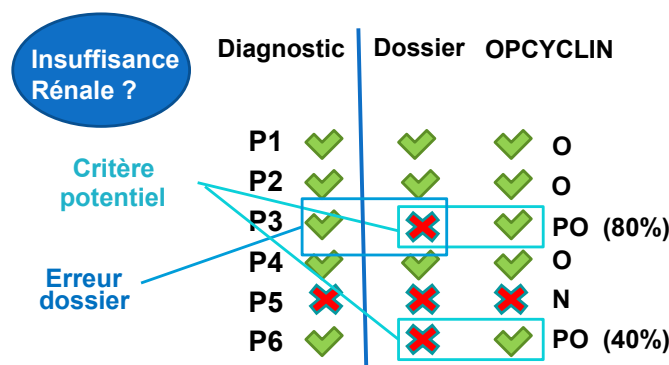 Insuffisance
Rénale ?
Diagnostic Dossier OPCYCLIN
P1 O
P2 O
Critère
potentiel
P3 PO (80%)
P4 O
Erreur
dossier
P5 N
P6 PO (40%)